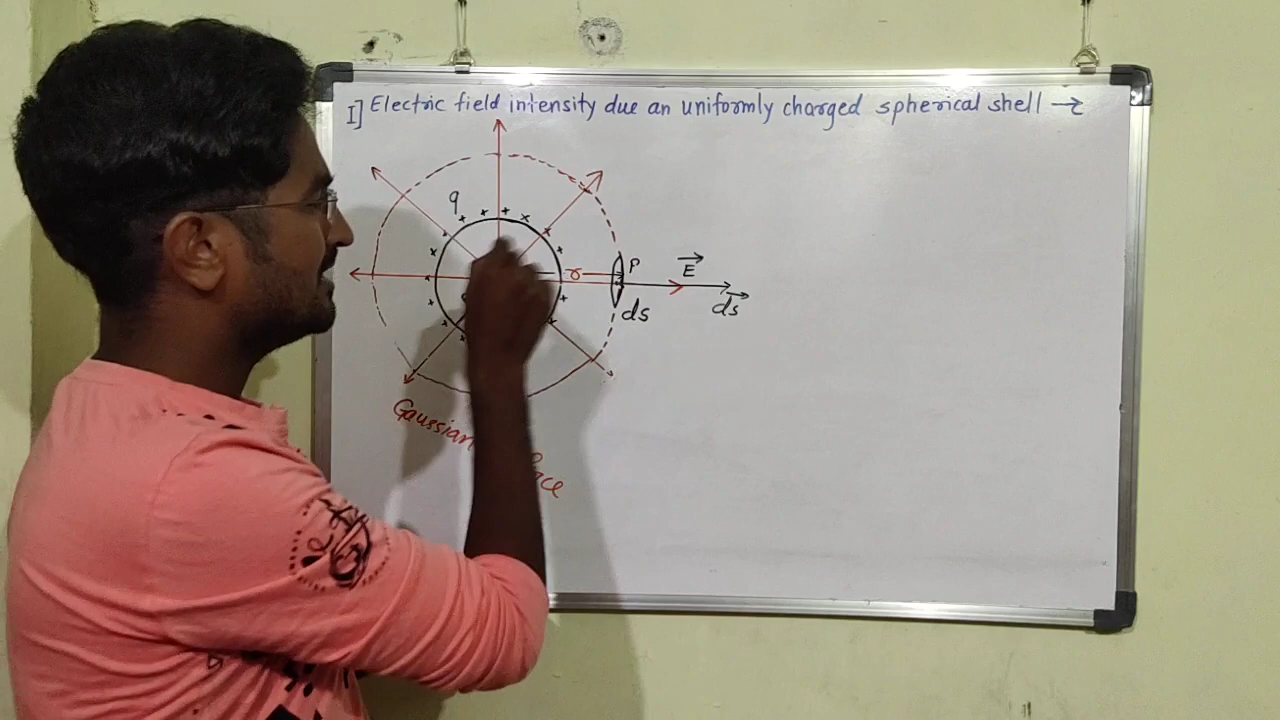 I] Electric field intensity due an uniformly charged spherical shell →
q
r
P
E
ds
ds
Gaussian